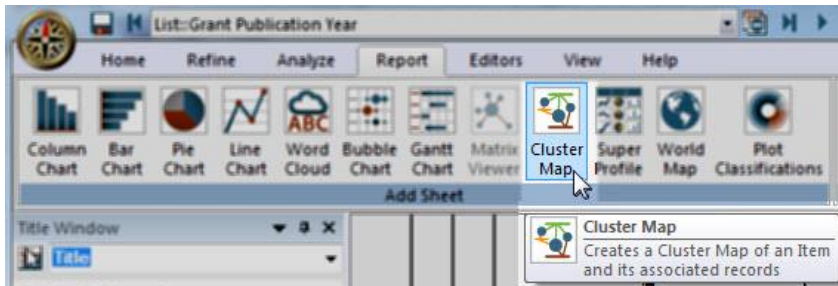 List::Grant Publication Year
Home Refine Analyze Report Editors View Help
ABC
Column Chart Bar Chart Pie Chart Line Chart Word Cloud Bubble Chart Gantt Chart Matrix Viewer Cluster Map Super Profile World Map Plot Classifications
Add Sheet
Title Window
Title
Cluster Map
Creates a Cluster Map of an Item
and its associated records